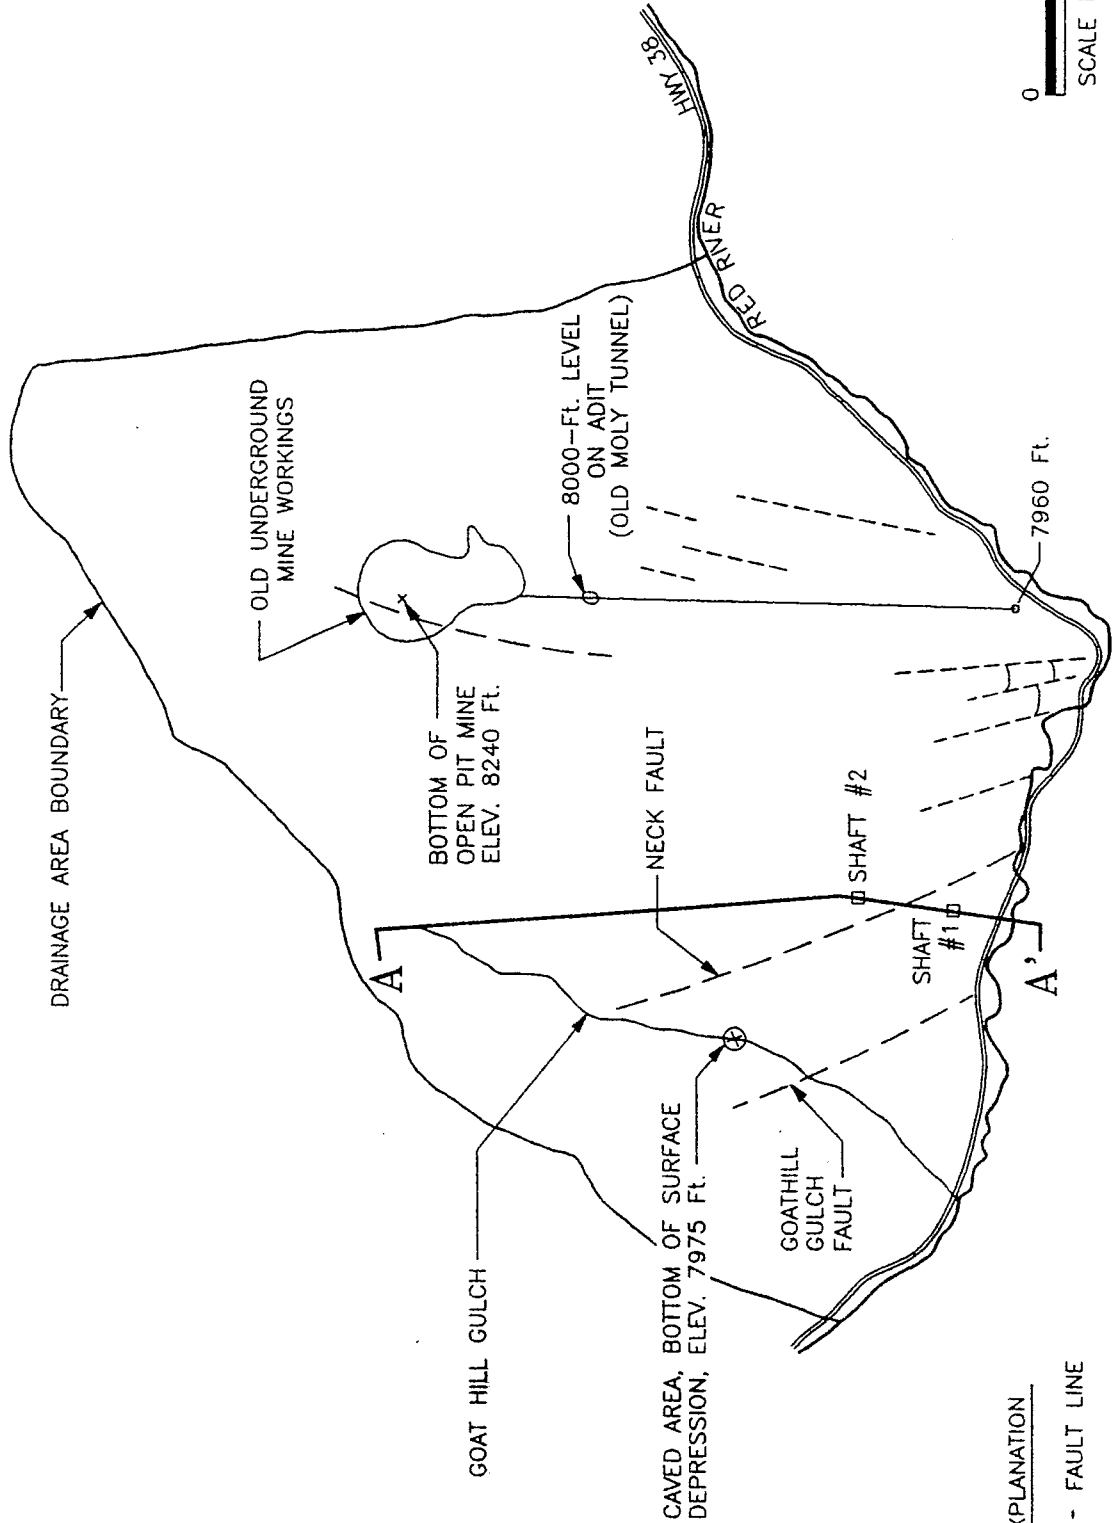 DRAINAGE AREA BOUNDARY
OLD UNDERGROUND
MINE WORKINGS
HWY 38
RED RIVER
8000-Ft. LEVEL
ON ADIT
(OLD MOLY TUNNEL)
BOTTOM OF
OPEN PIT MINE
ELEV. 8240 Ft.
7960 Ft.
NECK FAULT
A
SHAFT #2
SHAFT
#1
A'
GOAT HILL GULCH
CAVED AREA, BOTTOM OF SURFACE
DEPRESSION, ELEV. 7975 Ft.
GOATHILL
GULCH
FAULT
XPLANATION
- FAULT LINE
0
SCALE